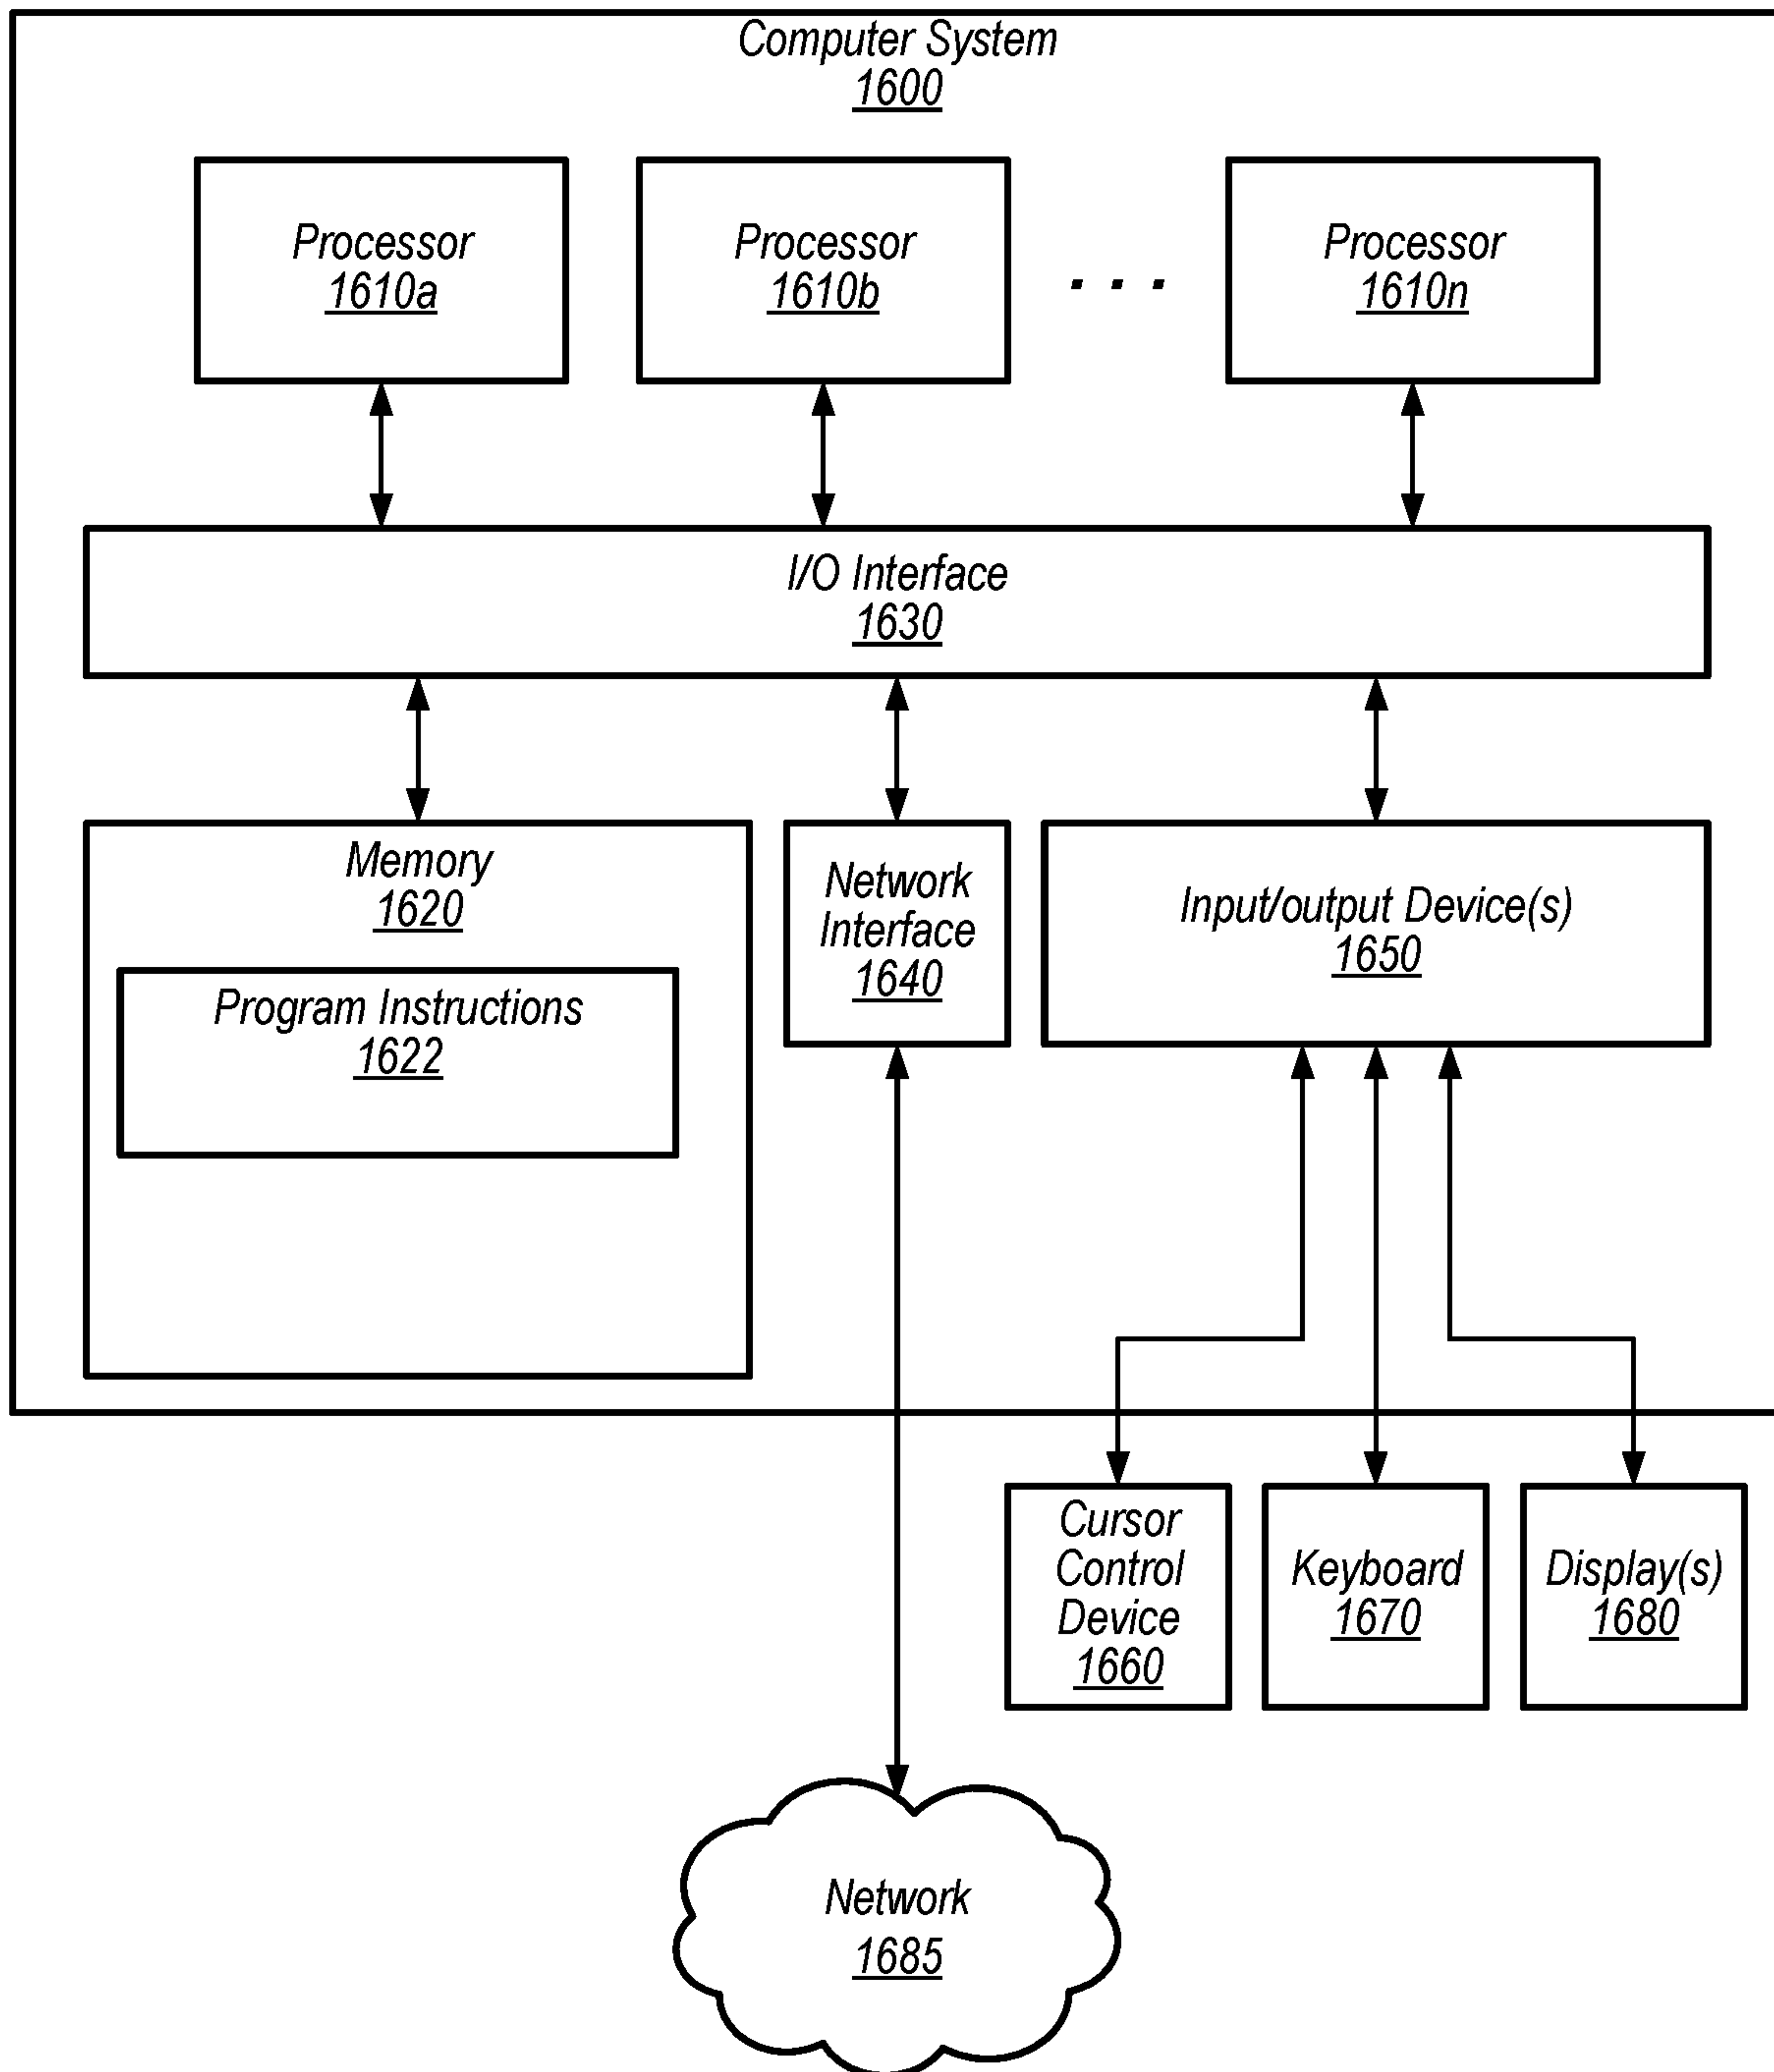 Computer System
1600
Processor
1610a
Processor
1610b
. . .
Processor
1610n
I/O Interface
1630
Memory
1620
Program Instructions
1622
Network
Interface
1640
Input/output Device(s)
1650
Cursor
Control
Device
1660
Keyboard
1670
Display(s)
1680
Network
1685